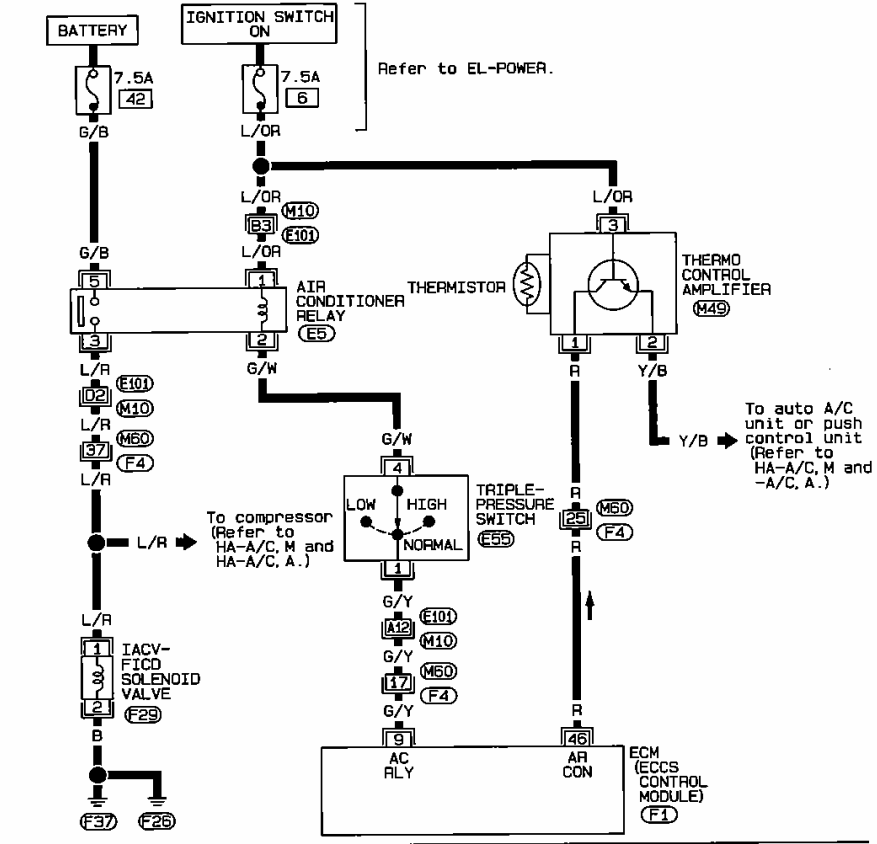 BATTERY
IGNITION SWITCH
ON
7.5A
42
7.5A
6
Refer to EL-POWER.
G/B
L/OR
L/OR
L/OR
M10
B3
E101
L/OR
G/B
5
1
AIR
CONDITIONER
RELAY
E5
3
2
THERMISTOR
3
THERMO
CONTROL
AMPLIFIER
M49
1
2
L/R
G/W
R
Y/B
D2
E101
M10
L/R
37
M60
F4
L/R
G/W
4
LOW
HIGH
NORMAL
TRIPLE-
PRESSURE
SWITCH
E55
1
Y/B
To auto A/C
unit or push
control unit
(Refer to
HA-A/C, M and
-A/C, A.)
R
25
M60
F4
R
L/R
To compressor
(Refer to
HA-A/C, M and
HA-A/C, A.)
G/Y
A12
E101
M10
G/Y
17
M60
F4
G/Y
L/R
1
IACV-
FICD
SOLENOID
VALVE
F29
2
B
F37
F26
R
9
46
AC
RLY
AR
CON
ECM
(ECCS
CONTROL
MODULE)
F1